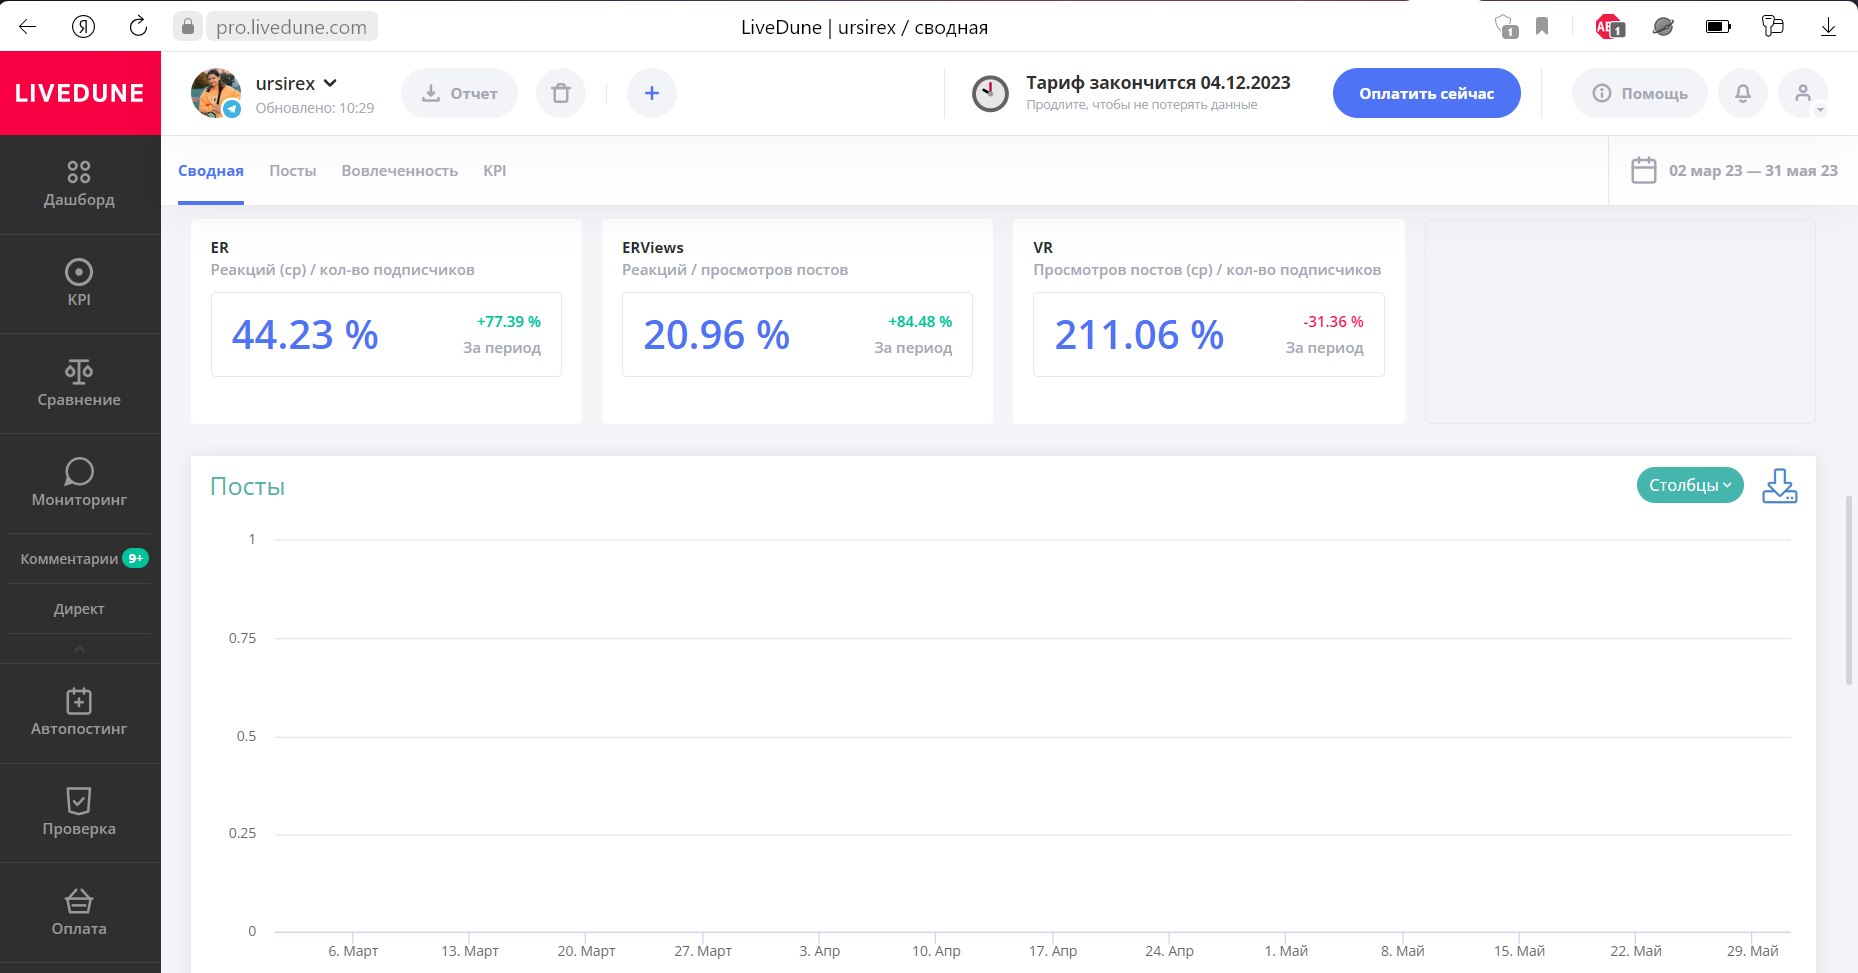 pro.livedune.com
LiveDune | ursirex / сводная
1
1
LIVEDUNE
ursirex
Обновлено: 10:29
Отчет
Тариф закончится 04.12.2023
Продлите, чтобы не потерять данные
Оплатить сейчас
Помощь
Сводная
Посты
Вовлеченность
KPI
02 мар 23 — 31 мая 23
Дашборд
KPI
Сравнение
Мониторинг
Комментарии 9+
Директ
Автопостинг
Проверка
Оплата
ER
Реакций (ср) / кол-во подписчиков
44.23 %
+77.39 %
За период
ERViews
Реакций / просмотров постов
20.96 %
+84.48 %
За период
VR
Просмотров постов (ср) / кол-во подписчиков
211.06 %
-31.36 %
За период
Посты
Столбцы
1
0.75
0.5
0.25
0
6. Март
13. Март
20. Март
27. Март
3. Апр
10. Апр
17. Апр
24. Апр
1. Май
8. Май
15. Май
22. Май
29. Май